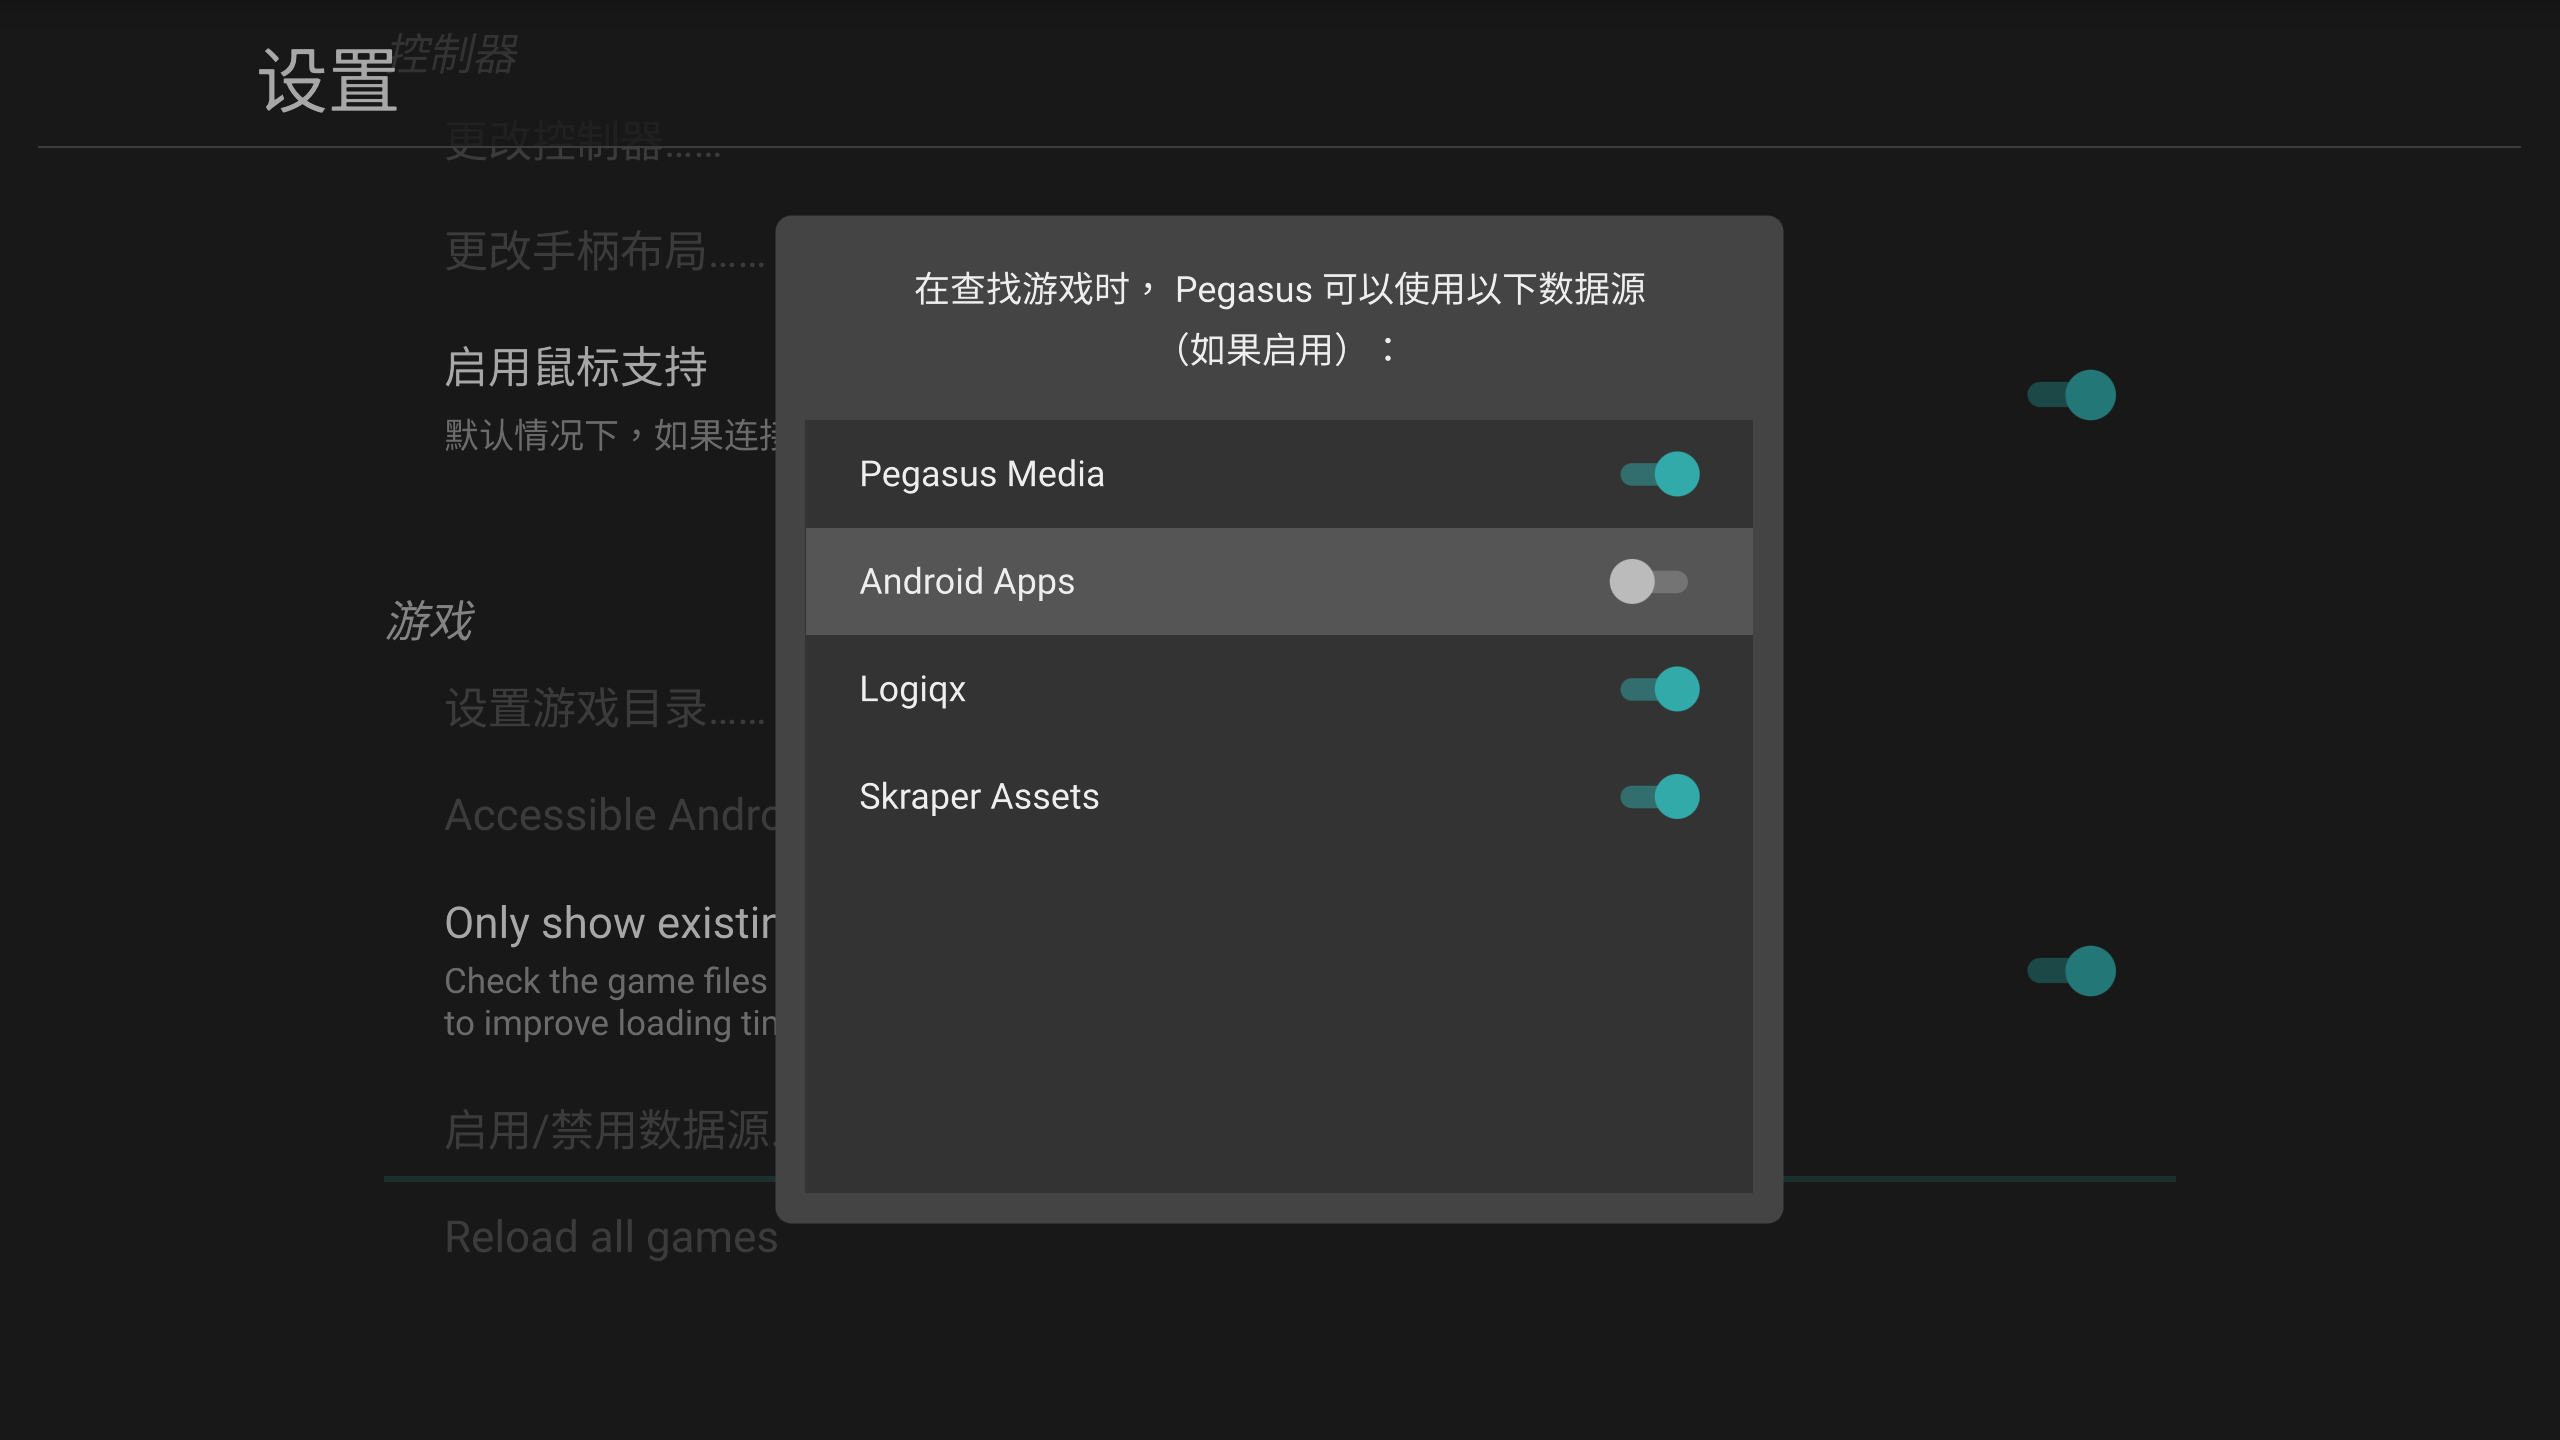 控制器
设置
更改控制器……
更改手柄布局……
启用鼠标支持
默认情况下，如果连接
游戏
设置游戏目录……
Accessible Andro
Only show existin
Check the game files
to improve loading tim
启用/禁用数据源
Reload all games
在查找游戏时， Pegasus 可以使用以下数据源
（如果启用）：
Pegasus Media
Android Apps
Logiqx
Skraper Assets